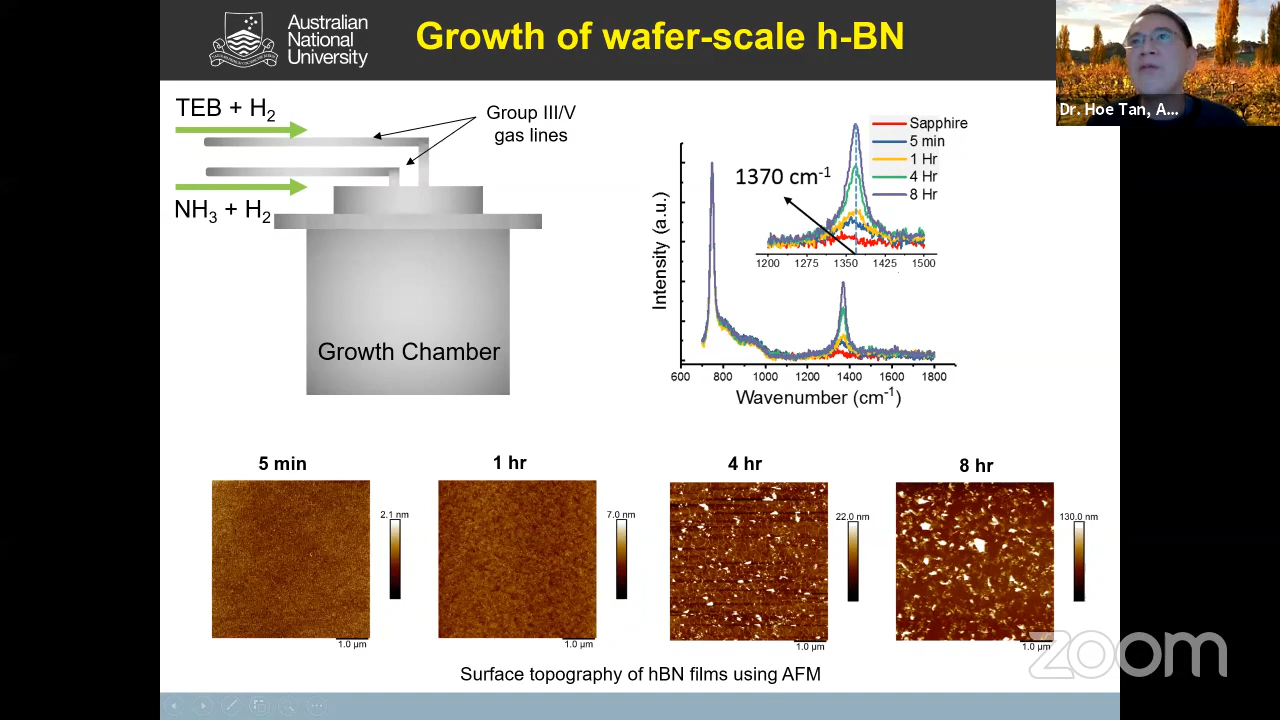 Australian
National
University
Growth of wafer-scale h-BN
Dr. Hoe Tan, A...
TEB + H2
Group III/V
gas lines
NH3 + H2
Growth Chamber
Sapphire
5 min
1 Hr
4 Hr
8 Hr
1370 cm-1
1200 1275 1350 1425 1500
Intensity (a.u.)
600 800 1000 1200 1400 1600 1800
Wavenumber (cm-1)
5 min
1 hr
4 hr
8 hr
2.1 nm
7.0 nm
22.0 nm
130.0 nm
1.0 µm
1.0 µm
1.0 µm
1.0 µm
Surface topography of hBN films using AFM
zoom